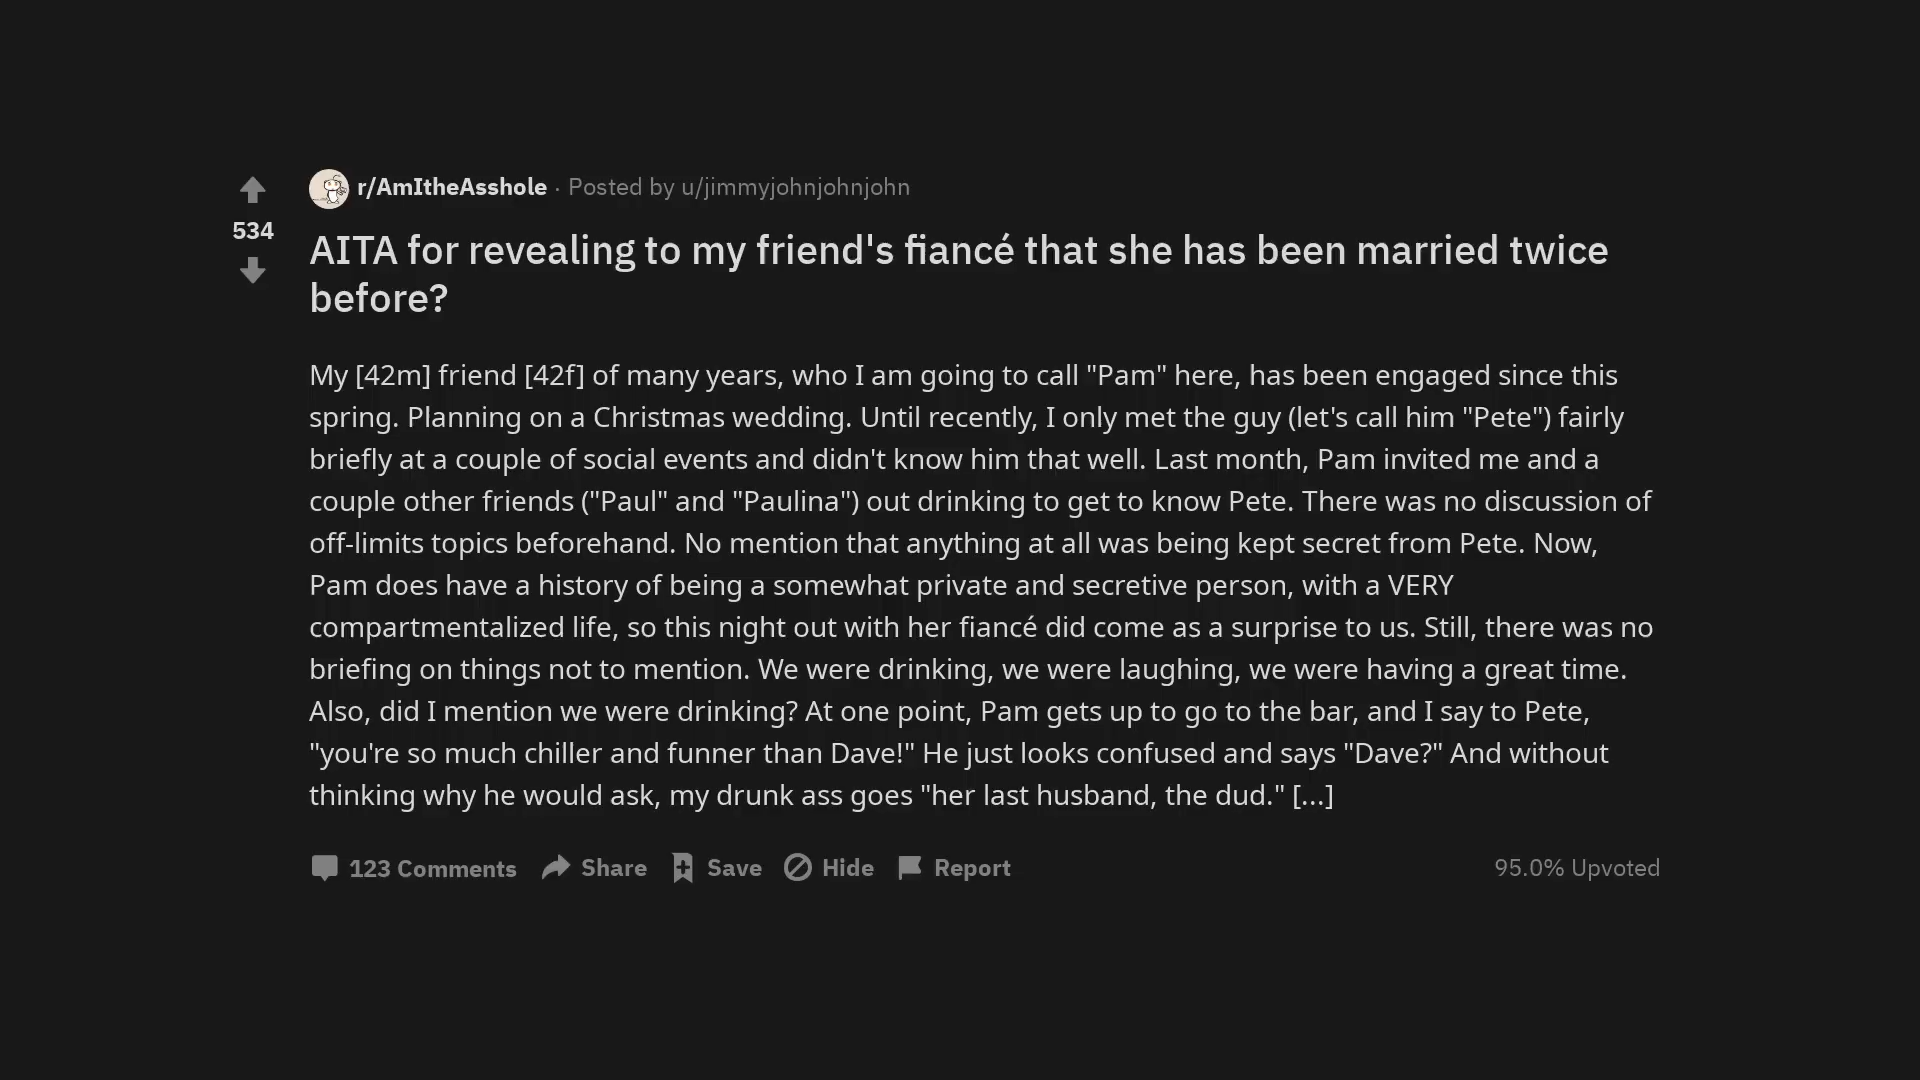 r/AmItheAsshole · Posted by u/jimmyjohnjohnjohn
534
AITA for revealing to my friend's fiancé that she has been married twice
before?
My [42m] friend [42f] of many years, who I am going to call "Pam" here, has been engaged since this
spring. Planning on a Christmas wedding. Until recently, I only met the guy (let's call him "Pete") fairly
briefly at a couple of social events and didn't know him that well. Last month, Pam invited me and a
couple other friends ("Paul" and "Paulina") out drinking to get to know Pete. There was no discussion of
off-limits topics beforehand. No mention that anything at all was being kept secret from Pete. Now,
Pam does have a history of being a somewhat private and secretive person, with a VERY
compartmentalized life, so this night out with her fiancé did come as a surprise to us. Still, there was no
briefing on things not to mention. We were drinking, we were laughing, we were having a great time.
Also, did I mention we were drinking? At one point, Pam gets up to go to the bar, and I say to Pete,
"you're so much chiller and funner than Dave!" He just looks confused and says "Dave?" And without
thinking why he would ask, my drunk ass goes "her last husband, the dud." [...]
123 Comments Share Save Hide Report 95.0% Upvoted